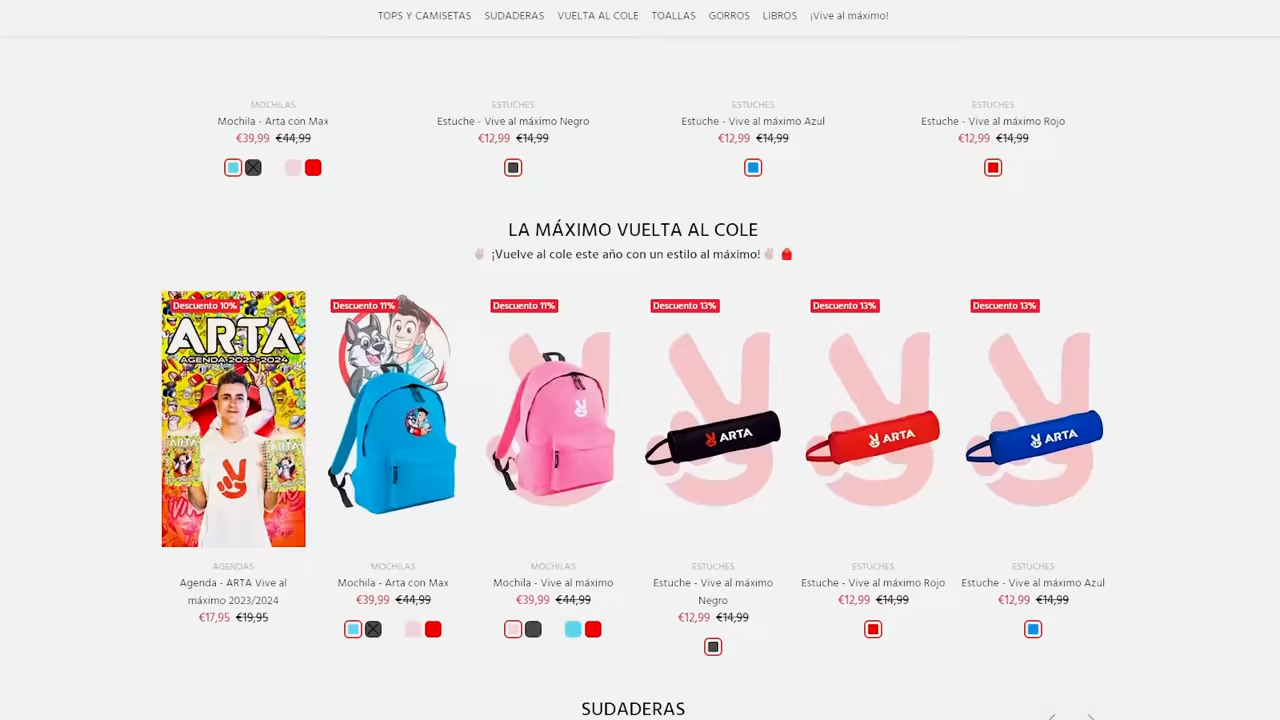 TOPS Y CAMISETAS SUDADERAS VUELTA AL COLE TOALLAS GORROS LIBROS ¡Vive al máximo!
MOCHILAS ESTUCHES ESTUCHES ESTUCHES
Mochila - Arta con Max Estuche - Vive al máximo Negro Estuche - Vive al máximo Azul Estuche - Vive al máximo Rojo
€39,99 €44,99 €12,99 €14,99 €12,99 €14,99 €12,99 €14,99
LA MÁXIMO VUELTA AL COLE
¡Vuelve al cole este año con un estilo al máximo!
Descuento 10% Descuento 11% Descuento 11% Descuento 13% Descuento 13% Descuento 13%
ARTA
AGENDA 2023-2024
ARTA ARTA ARTA
ARTA ARTA
AGENDAS MOCHILAS MOCHILAS ESTUCHES ESTUCHES ESTUCHES
Agenda - ARTA Vive al Mochila - Arta con Max Mochila - Vive al máximo Estuche - Vive al máximo Estuche - Vive al máximo Rojo Estuche - Vive al máximo Azul
máximo 2023/2024 €39,99 €44,99 €39,99 €44,99 Negro €12,99 €14,99 €12,99 €14,99
€17,95 €19,95 €12,99 €14,99
SUDADERAS